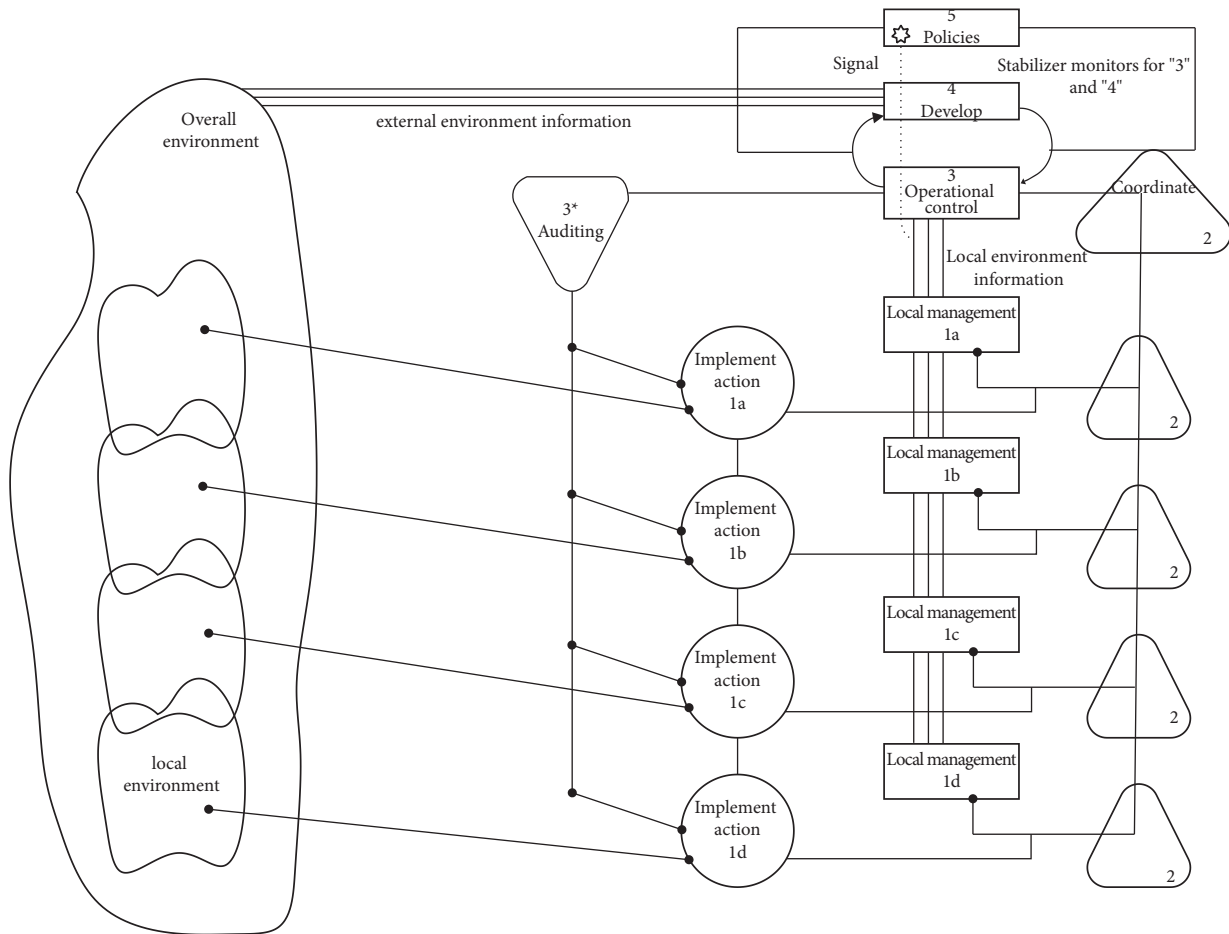 5
Policies
Signal
Stabilizer monitors for "3"
and "4"
4
Develop
Overall
environment
external environment information
3
Operational
control
Coordinate
2
3*
Auditing
Local environment
information
Local management
1a
Implement
action
1a
2
Local management
1b
Implement
action
1b
2
Local management
1c
Implement
action
1c
2
Local management
1d
local
environment
Implement
action
1d
2